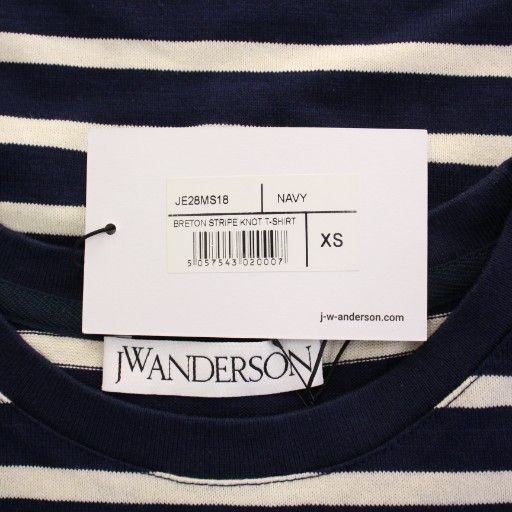 JE28MS18 NAVY
BRETON STRIPE KNOT T-SHIRT
XS
5 057543 020007
j-w-anderson.com
JWANDERSON